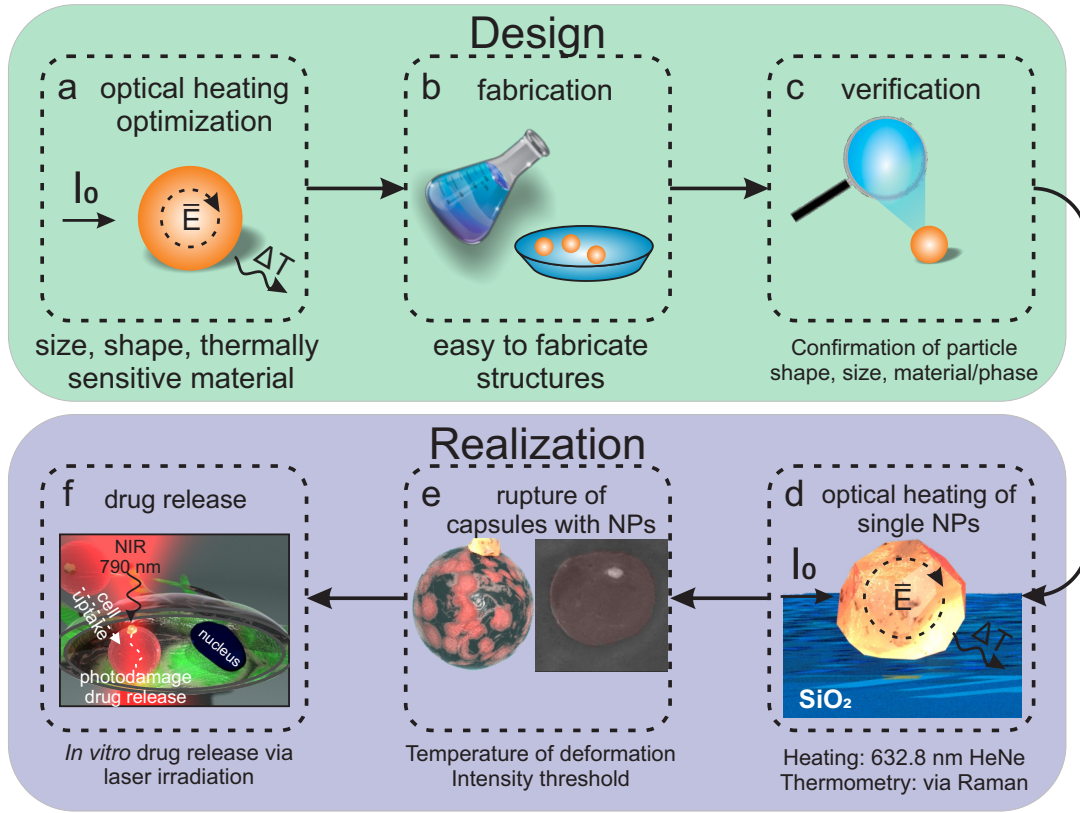 Design
a optical heating
optimization
I₀
Ē
ΔT
size, shape, thermally
sensitive material
b fabrication
easy to fabricate
structures
c verification
Confirmation of particle
shape, size, material/phase
Realization
f drug release
NIR
790 nm
cell
uptake
nucleus
photodamage
drug release
In vitro drug release via
laser irradiation
e rupture of
capsules with NPs
Temperature of deformation
Intensity threshold
d optical heating of
single NPs
I₀
Ē
ΔT
SiO₂
Heating: 632.8 nm HeNe
Thermometry: via Raman